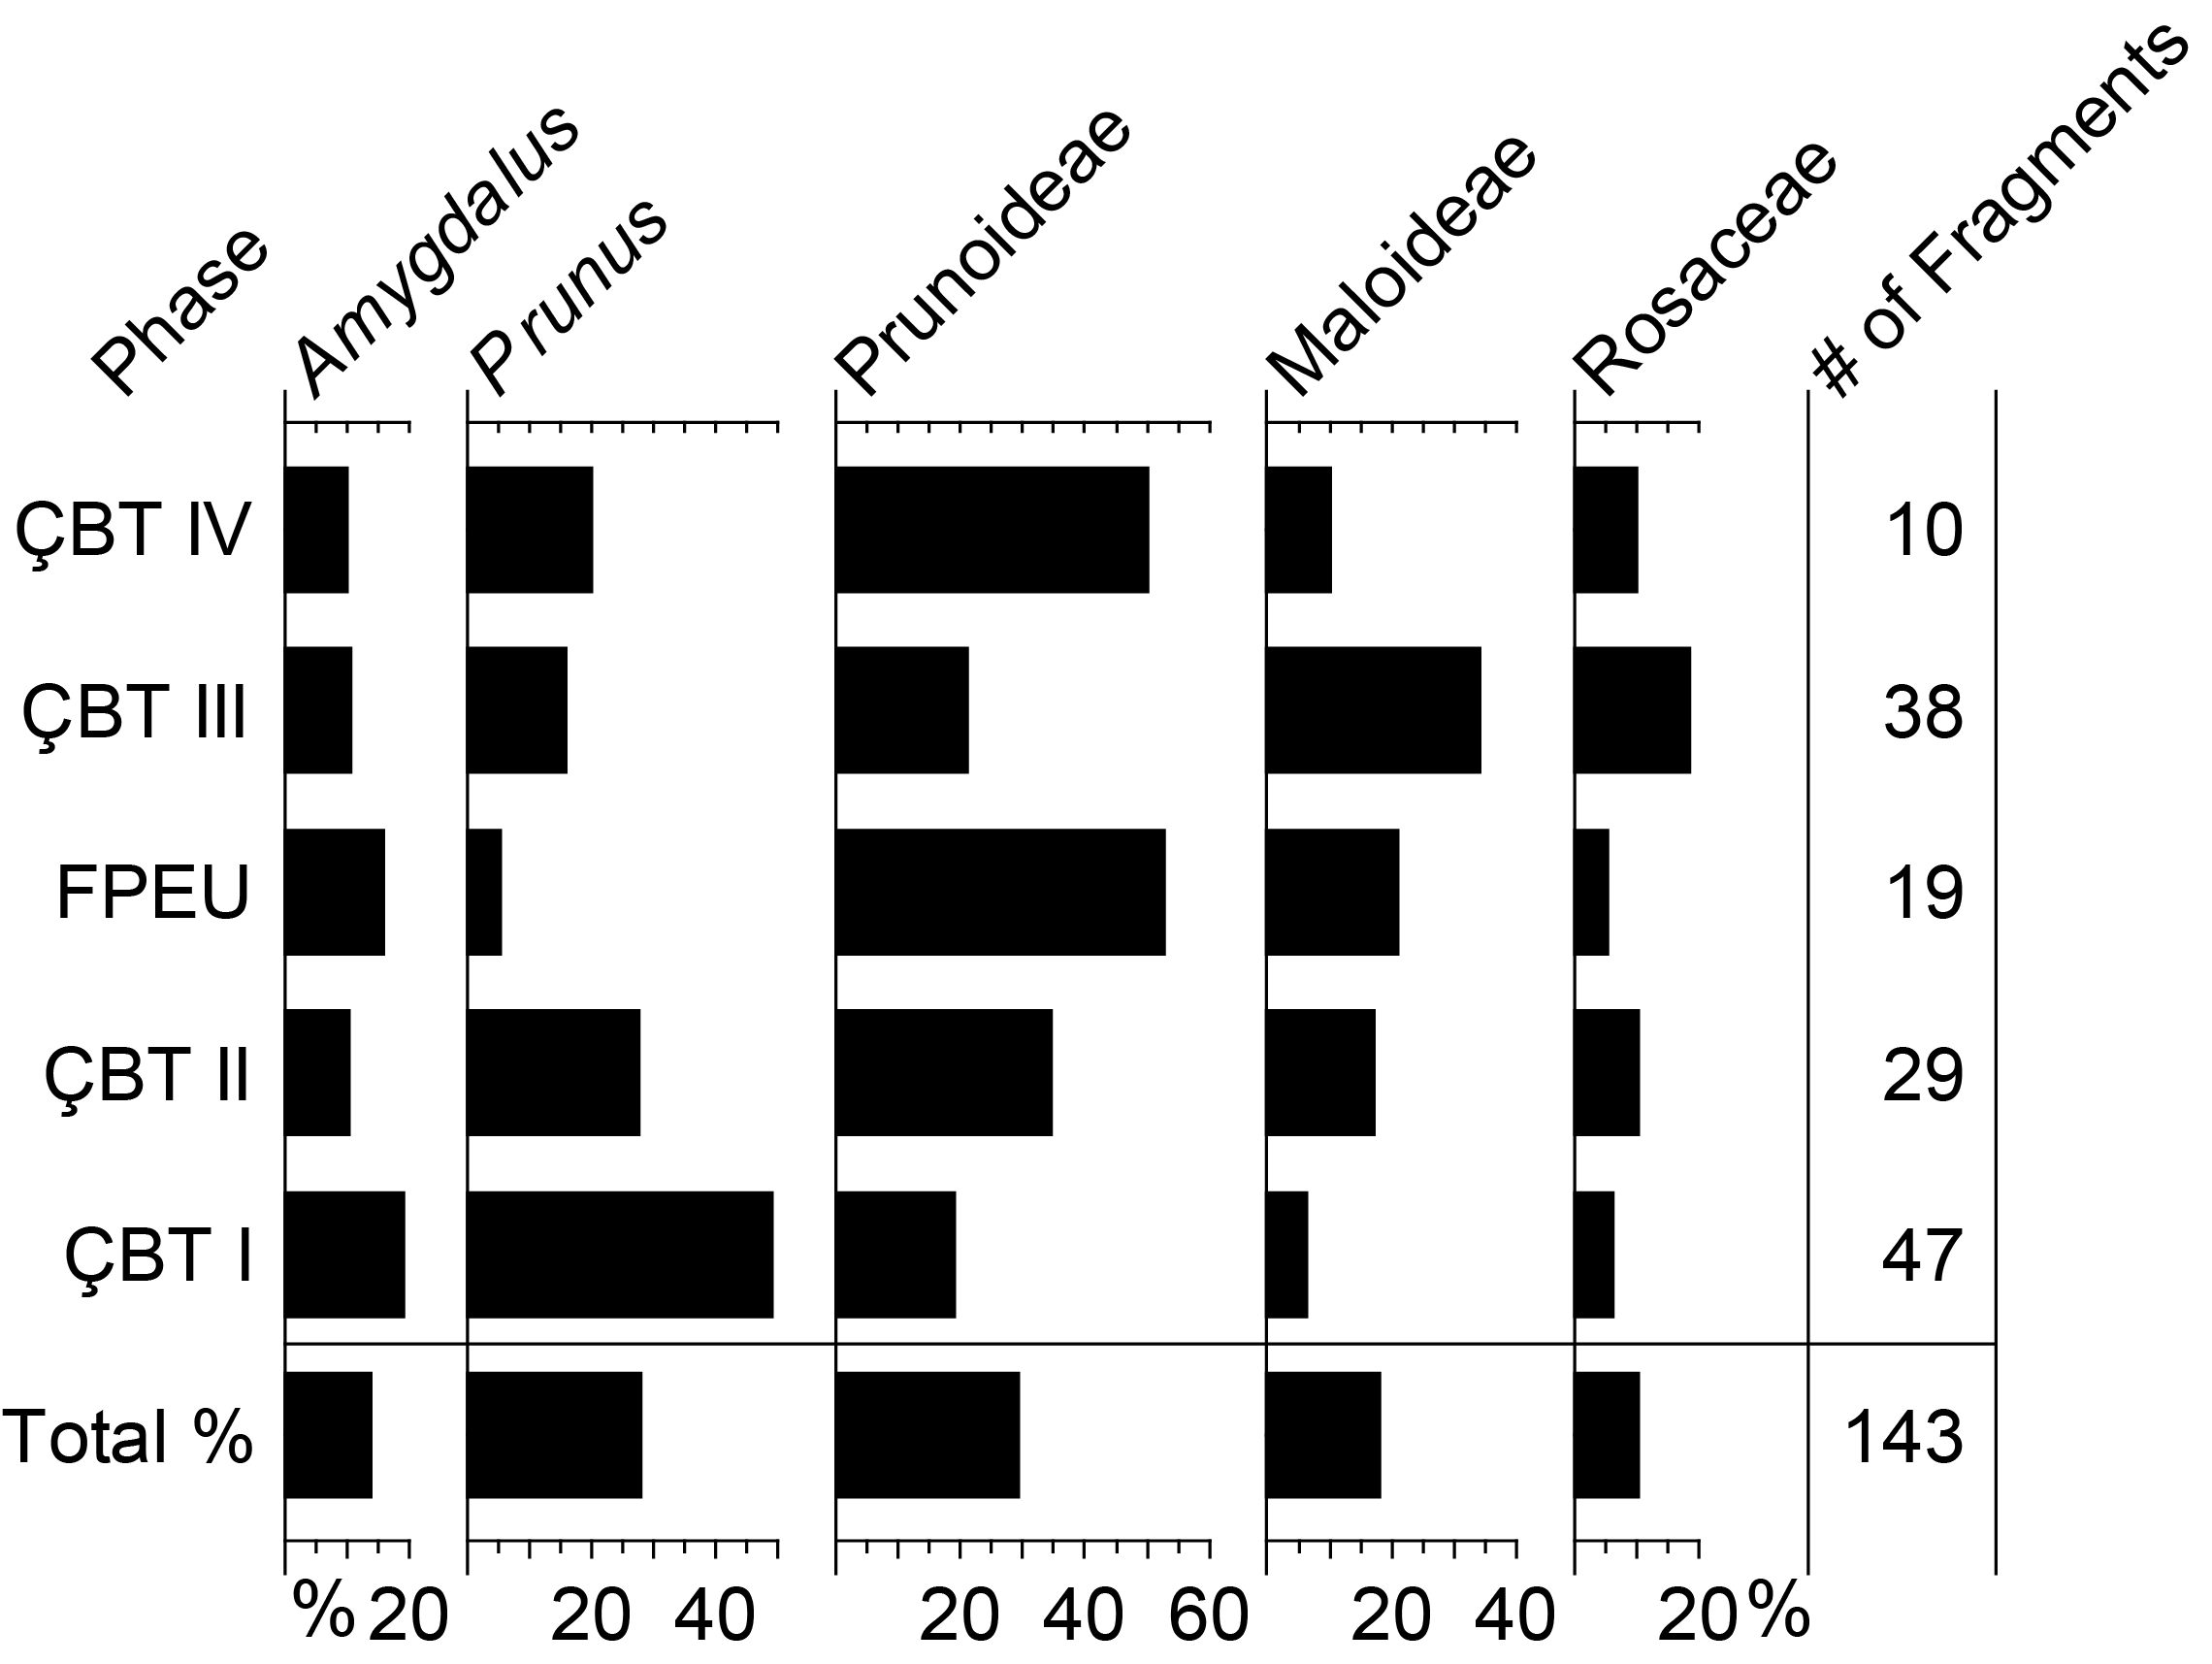 Phase Amygdalus Prunus Prunoideae Maloideae Rosaceae # of Fragments
ÇBT IV 10
ÇBT III 38
FPEU 19
ÇBT II 29
ÇBT I 47
Total % 143
% 20 20 40 20 40 60 20 40 20 %